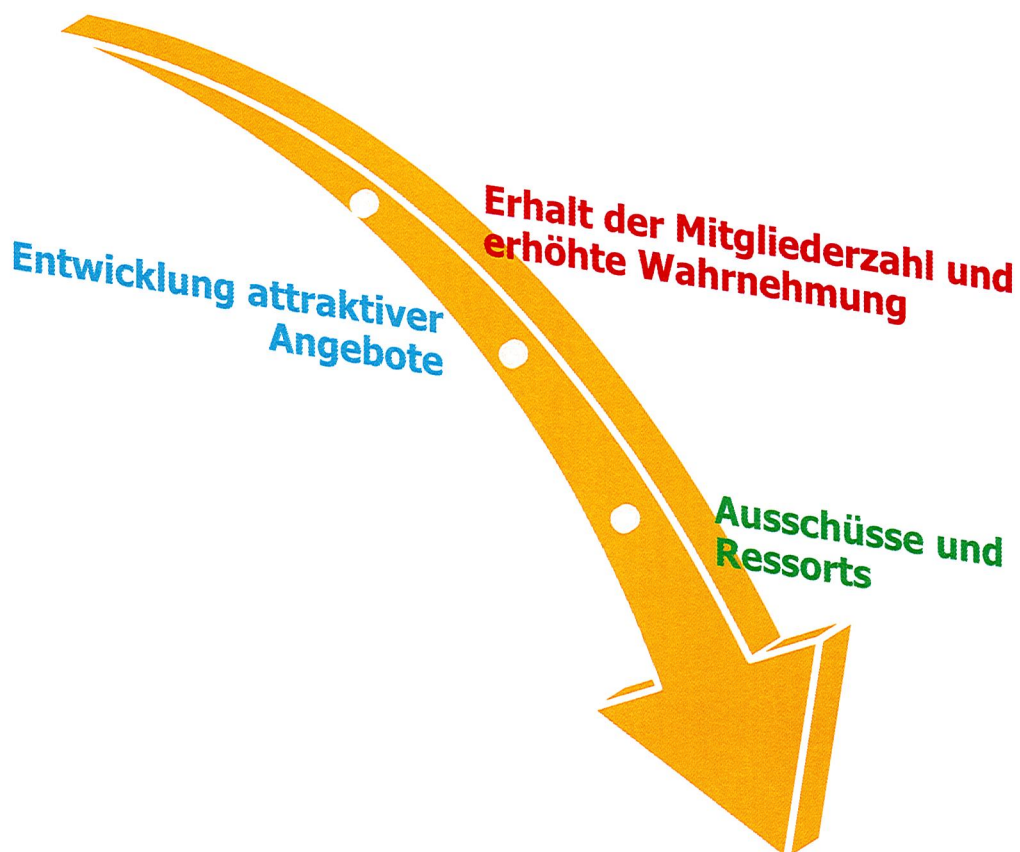 Erhalt der Mitgliederzahl und
erhöhte Wahrnehmung
Entwicklung attraktiver
Angebote
Ausschüsse und
Ressorts